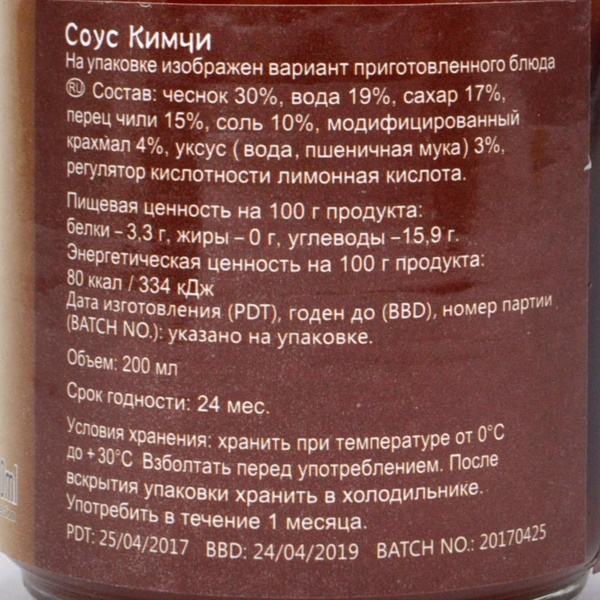 Соус Кимчи
На упаковке изображен вариант приготовленного блюда
RU Состав: чеснок 30%, вода 19%, сахар 17%,
перец чили 15%, соль 10%, модифицированный
крахмал 4%, уксус ( вода, пшеничная мука) 3%,
регулятор кислотности лимонная кислота.
Пищевая ценность на 100 г продукта:
белки – 3,3 г, жиры – 0 г, углеводы –15,9 г.
Энергетическая ценность на 100 г продукта:
80 ккал / 334 кДж
Дата изготовления (PDT), годен до (BBD), номер партии
(BATCH NO.): указано на упаковке.
Объем: 200 мл
Срок годности: 24 мес.
Условия хранения: хранить при температуре от 0°С
до +30°С Взболтать перед употреблением. После
вскрытия упаковки хранить в холодильнике.
Употребить в течение 1 месяца.
PDT: 25/04/2017 BBD: 24/04/2019 BATCH NO.: 20170425
0ml